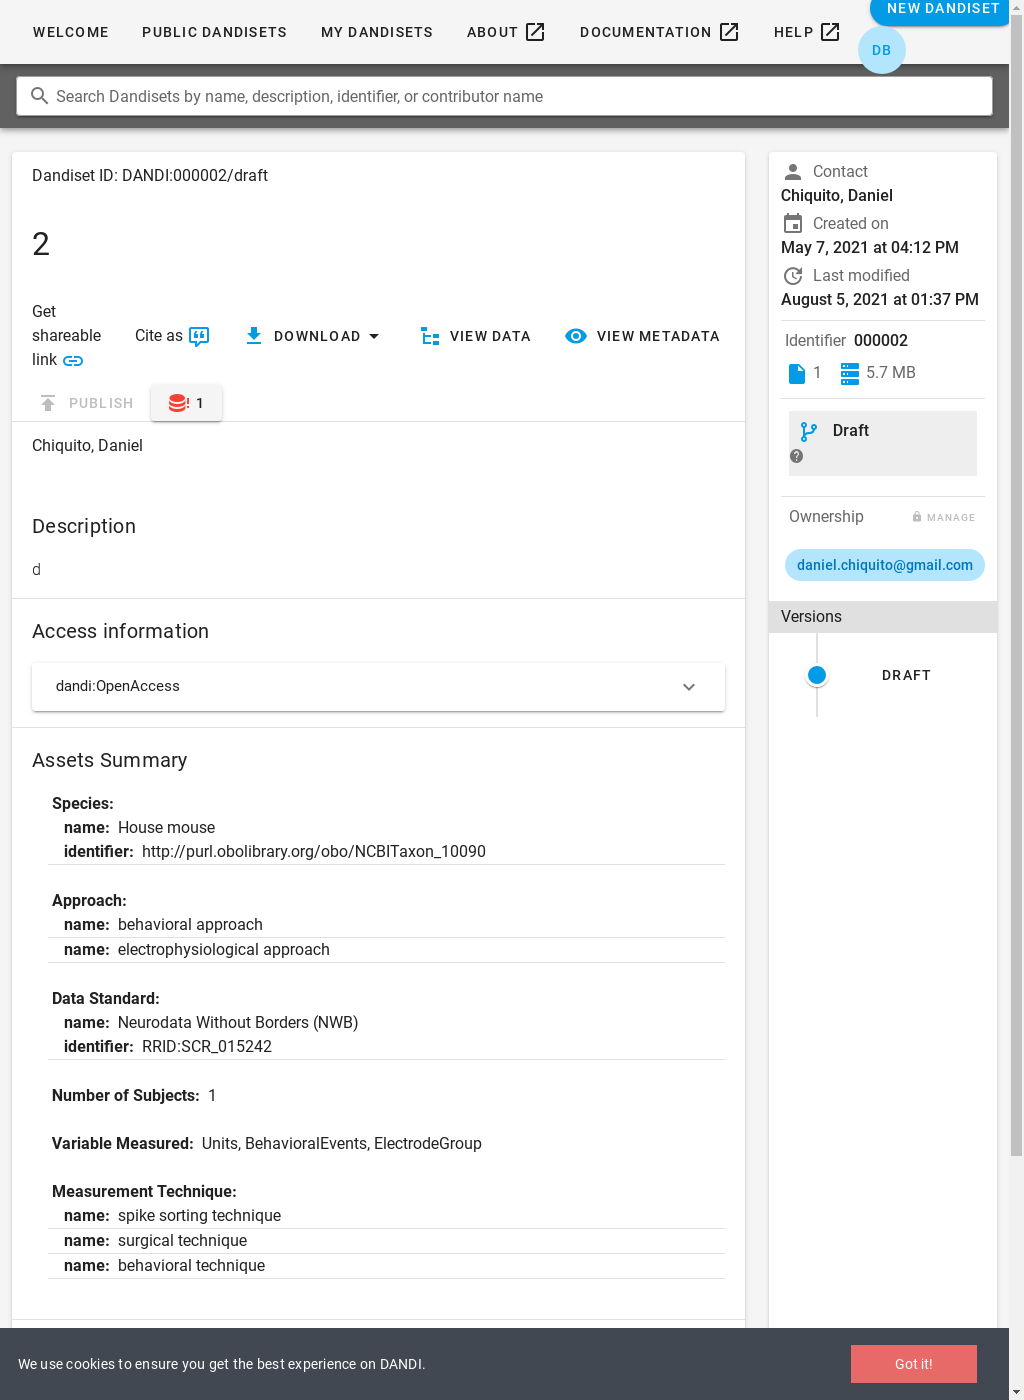 WELCOME
PUBLIC DANDISETS
MY DANDISETS
ABOUT
DOCUMENTATION
HELP
NEW DANDISET
DB
Search Dandisets by name, description, identifier, or contributor name
Dandiset ID: DANDI:000002/draft
2
Get
shareable
link
Cite as
DOWNLOAD
VIEW DATA
VIEW METADATA
PUBLISH
1
Chiquito, Daniel
Description
d
Access information
dandi:OpenAccess
Assets Summary
Species:
name: House mouse
identifier: http://purl.obolibrary.org/obo/NCBITaxon_10090
Approach:
name: behavioral approach
name: electrophysiological approach
Data Standard:
name: Neurodata Without Borders (NWB)
identifier: RRID:SCR_015242
Number of Subjects: 1
Variable Measured: Units, BehavioralEvents, ElectrodeGroup
Measurement Technique:
name: spike sorting technique
name: surgical technique
name: behavioral technique
Contact
Chiquito, Daniel
Created on
May 7, 2021 at 04:12 PM
Last modified
August 5, 2021 at 01:37 PM
Identifier 000002
1 5.7 MB
Draft
Ownership
MANAGE
daniel.chiquito@gmail.com
Versions
DRAFT
We use cookies to ensure you get the best experience on DANDI.
Got it!